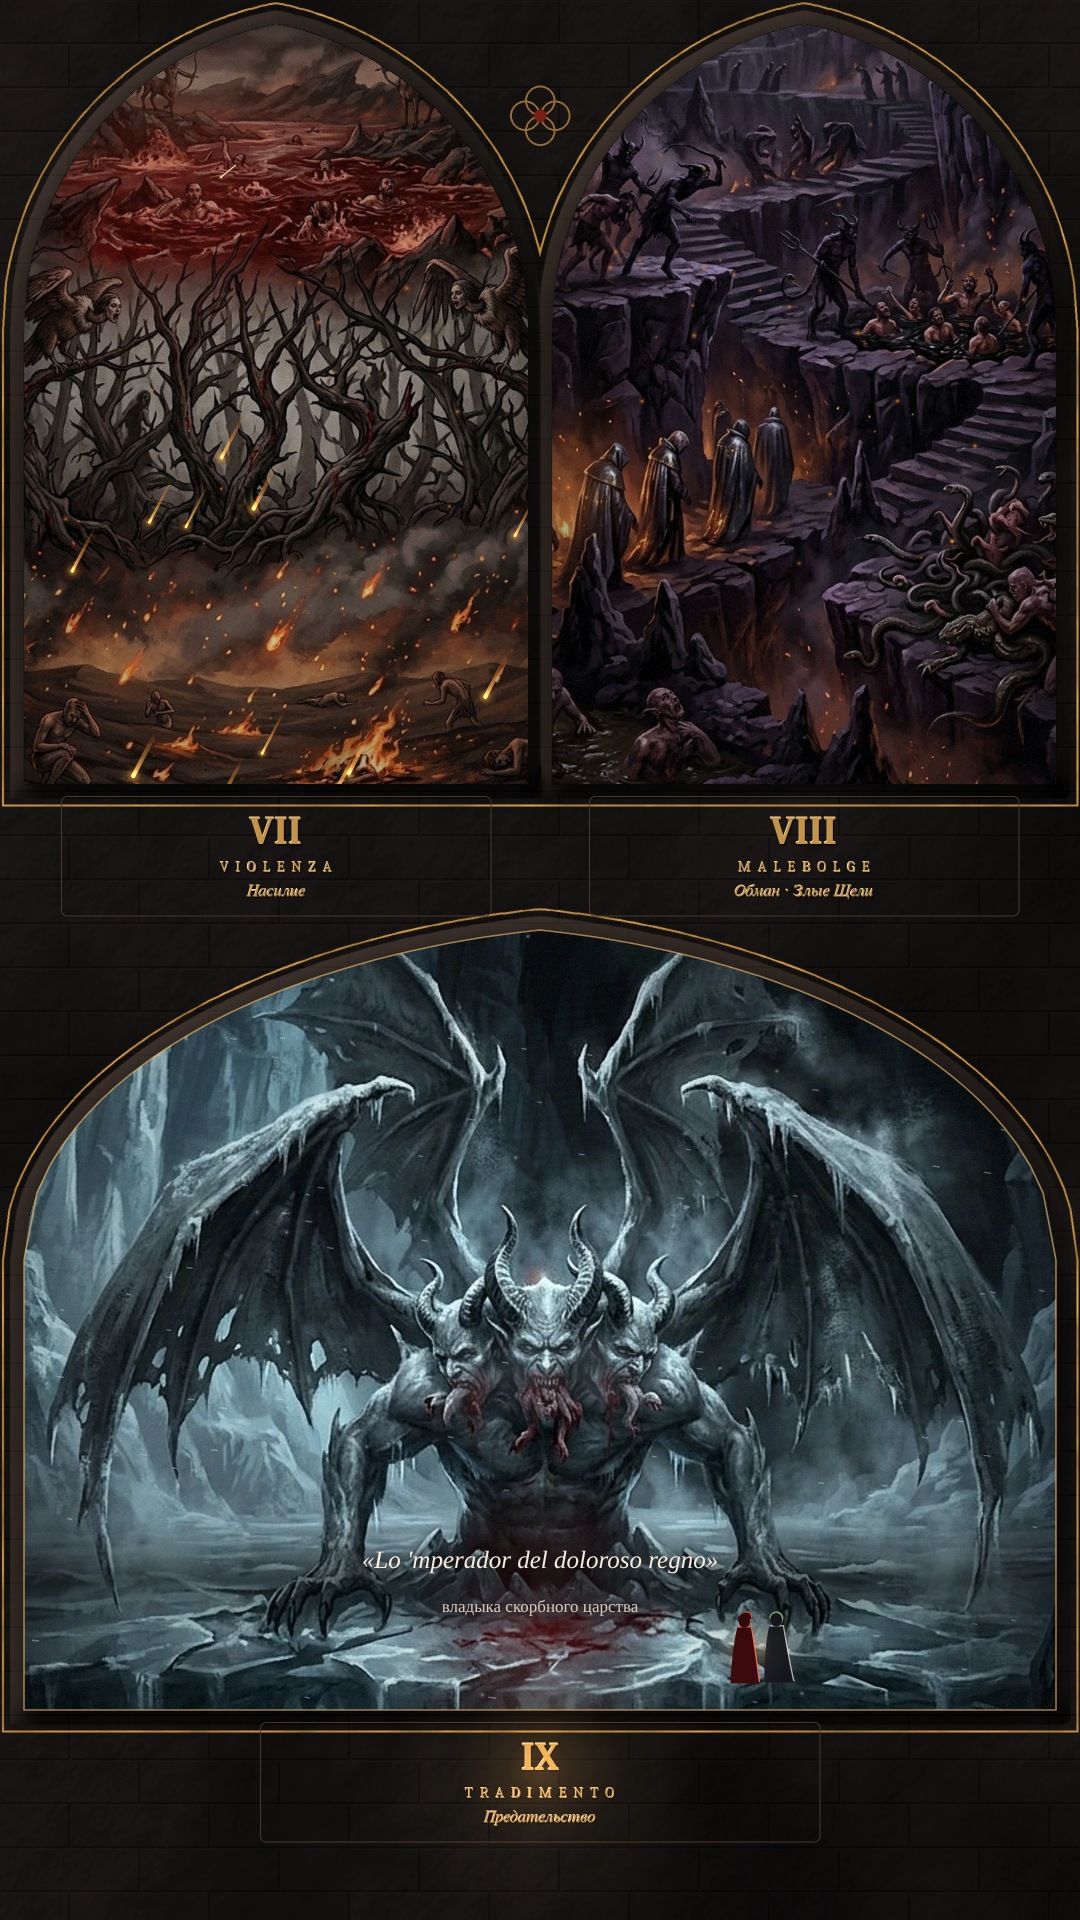 VII
VIOLENZA
Насилие
VIII
MALEBOLGE
Обман · Злые Щели
«Lo 'mperador del doloroso regno»
владыка скорбного царства
IX
TRADIMENTO
Предательство